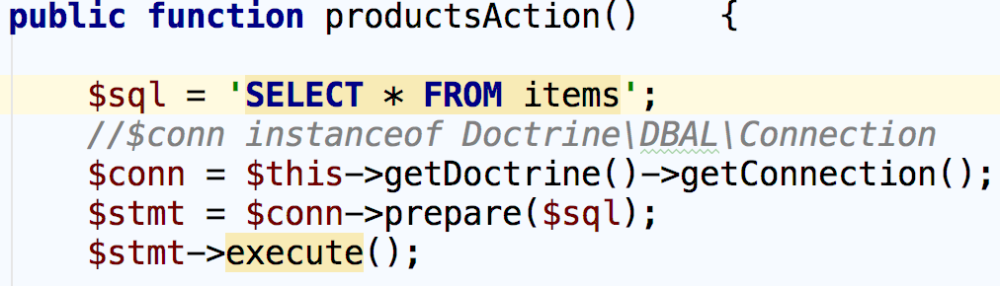 public function productsAction()    {
$sql = 'SELECT * FROM items';
//$conn instanceof Doctrine\DBAL\Connection
$conn = $this->getDoctrine()->getConnection();
$stmt = $conn->prepare($sql);
$stmt->execute();